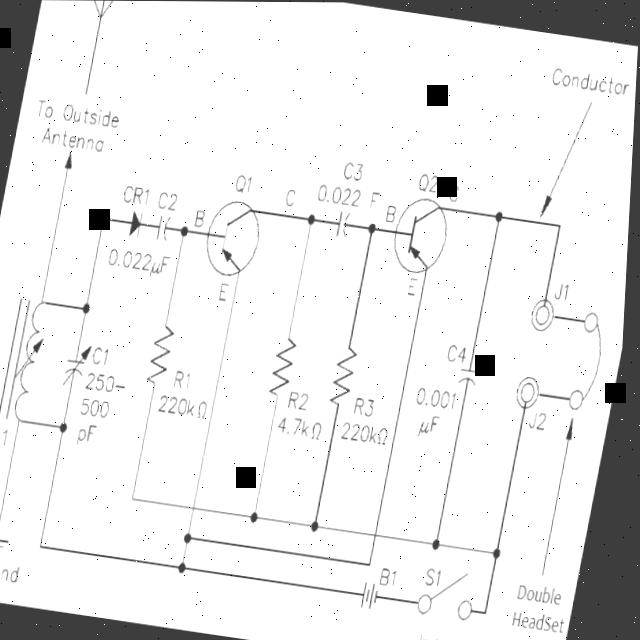 Conductor
To Outside
Antenna
C3
0.022 F
Q1
Q2
CR1
C2
B
C
B
0.022µF
E
E
J1
C1
250-
500
pF
R1
220kΩ
R2
4.7kΩ
R3
220kΩ
C4
0.001
µF
J2
B1
S1
Double
HeadSet
1
nd